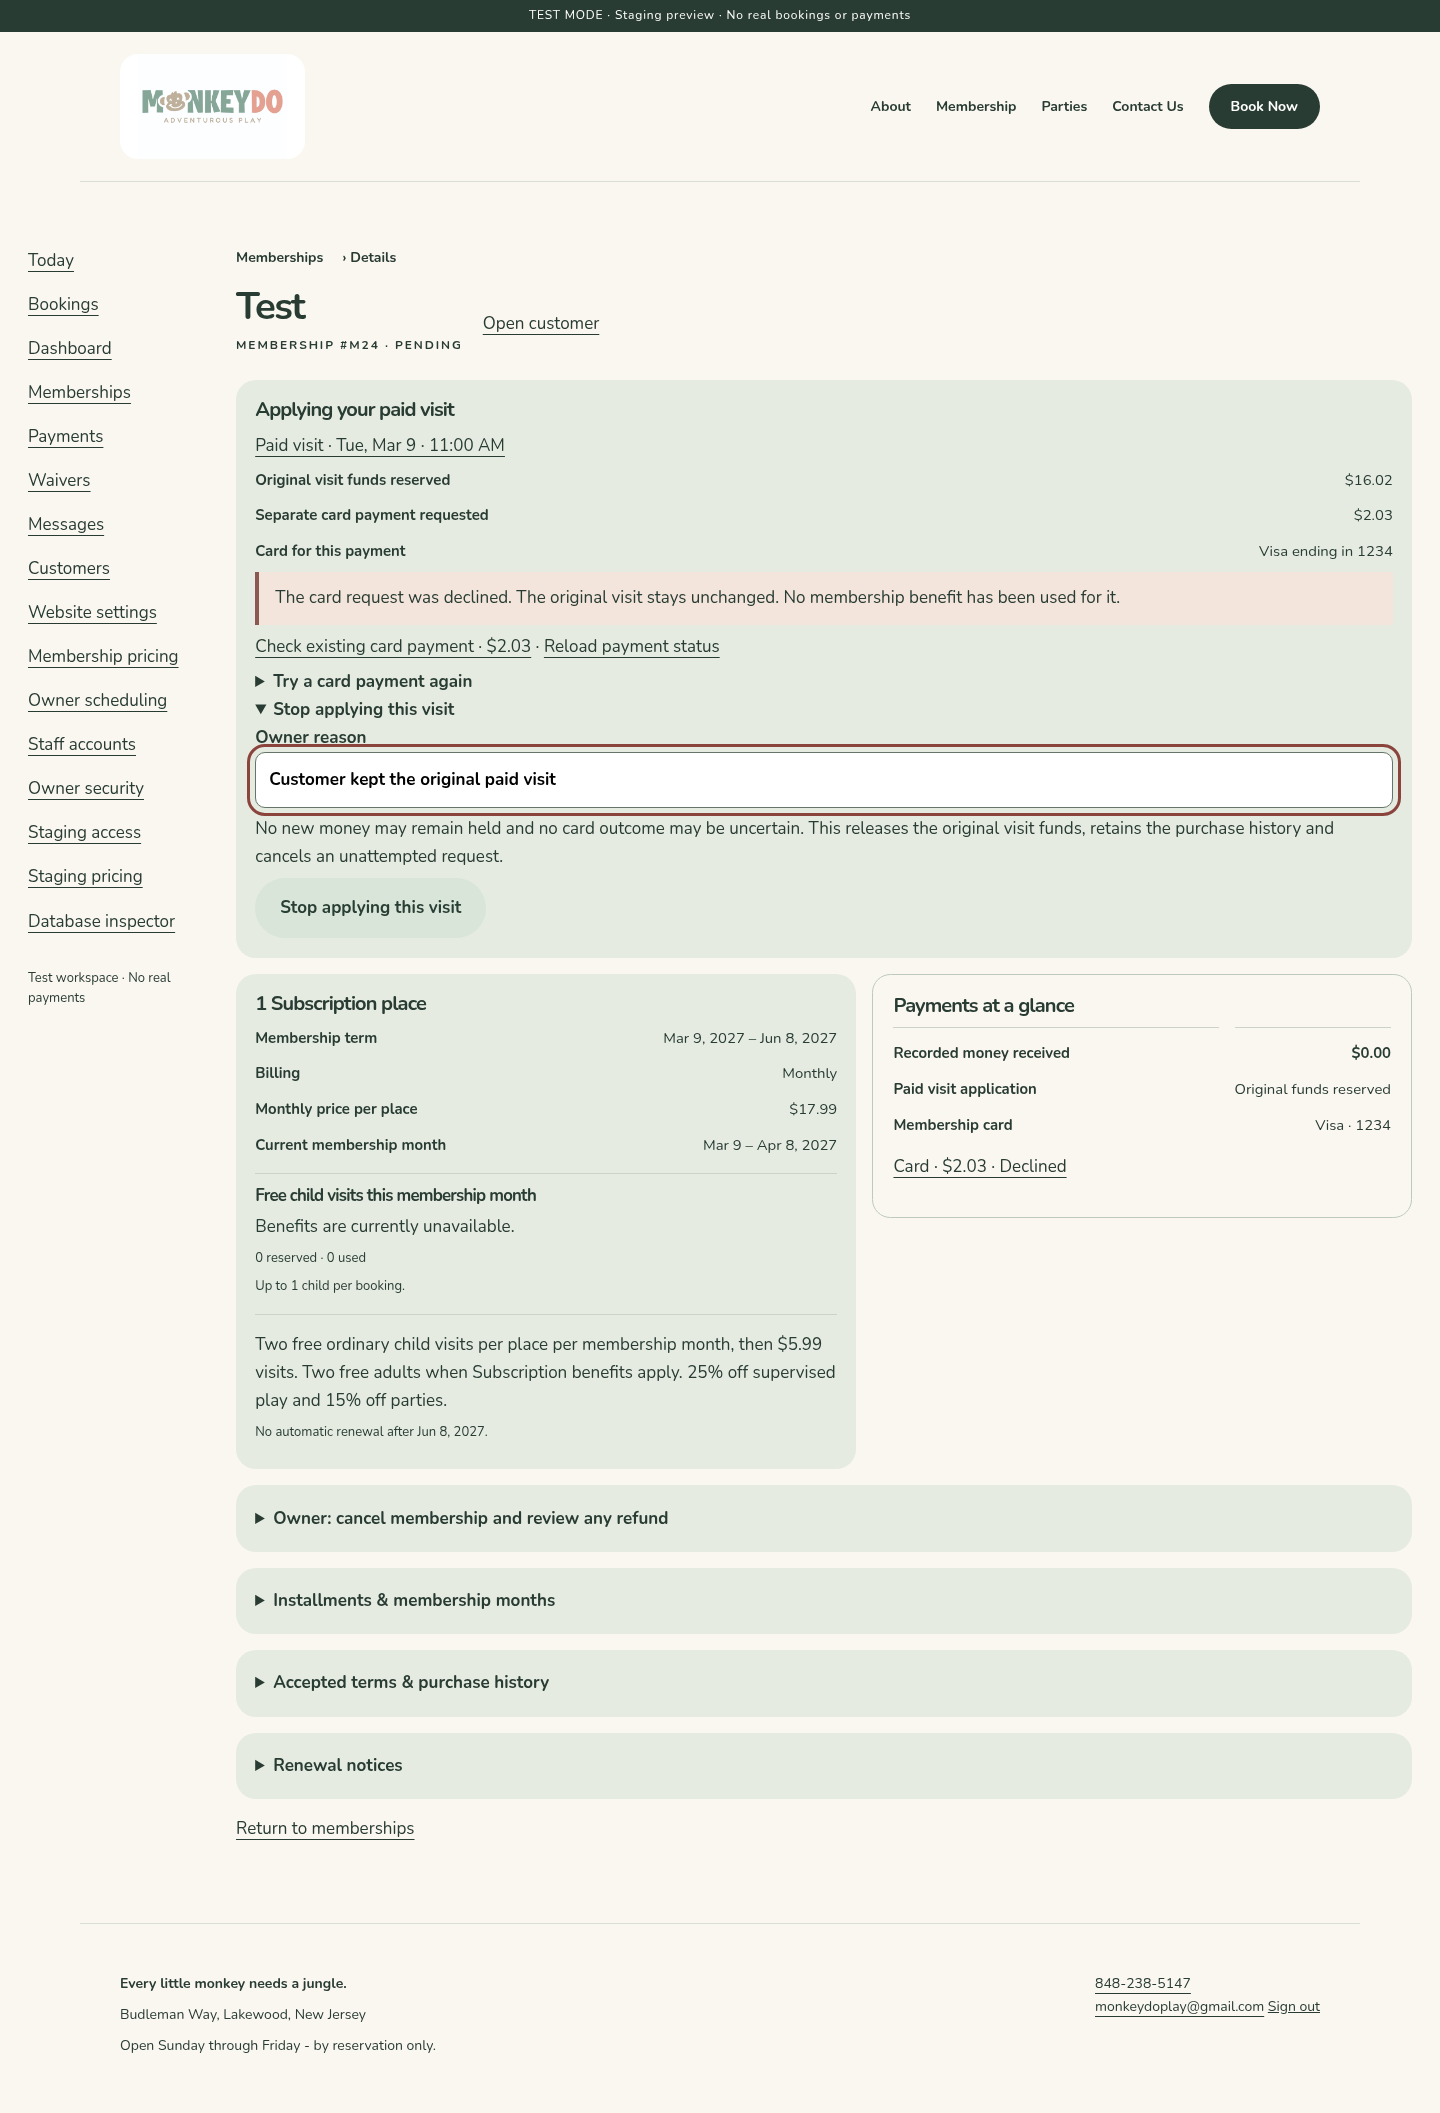 TEST MODE · Staging preview · No real bookings or payments
MONKEYDO
ADVENTUROUS PLAY
About Membership Parties Contact Us Book Now
Today
Bookings
Dashboard
Memberships
Payments
Waivers
Messages
Customers
Website settings
Membership pricing
Owner scheduling
Staff accounts
Owner security
Staging access
Staging pricing
Database inspector
Test workspace · No real
payments
Memberships › Details
Test
Open customer
MEMBERSHIP #M24 · PENDING
Applying your paid visit
Paid visit · Tue, Mar 9 · 11:00 AM
Original visit funds reserved $16.02
Separate card payment requested $2.03
Card for this payment Visa ending in 1234
The card request was declined. The original visit stays unchanged. No membership benefit has been used for it.
Check existing card payment · $2.03 · Reload payment status
▶ Try a card payment again
▼ Stop applying this visit
Owner reason
Customer kept the original paid visit
No new money may remain held and no card outcome may be uncertain. This releases the original visit funds, retains the purchase history and
cancels an unattempted request.
Stop applying this visit
1 Subscription place
Membership term Mar 9, 2027 – Jun 8, 2027
Billing Monthly
Monthly price per place $17.99
Current membership month Mar 9 – Apr 8, 2027
Free child visits this membership month
Benefits are currently unavailable.
0 reserved · 0 used
Up to 1 child per booking.
Two free ordinary child visits per place per membership month, then $5.99
visits. Two free adults when Subscription benefits apply. 25% off supervised
play and 15% off parties.
No automatic renewal after Jun 8, 2027.
Payments at a glance
Recorded money received $0.00
Paid visit application Original funds reserved
Membership card Visa · 1234
Card · $2.03 · Declined
▶ Owner: cancel membership and review any refund
▶ Installments & membership months
▶ Accepted terms & purchase history
▶ Renewal notices
Return to memberships
Every little monkey needs a jungle.
Budleman Way, Lakewood, New Jersey
Open Sunday through Friday - by reservation only.
848-238-5147
monkeydoplay@gmail.com Sign out